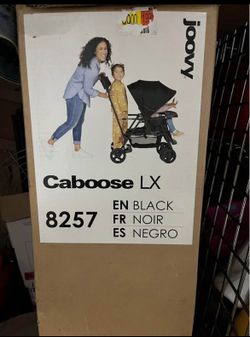 joovy
Caboose LX
8257
EN BLACK
FR NOIR
ES NEGRO